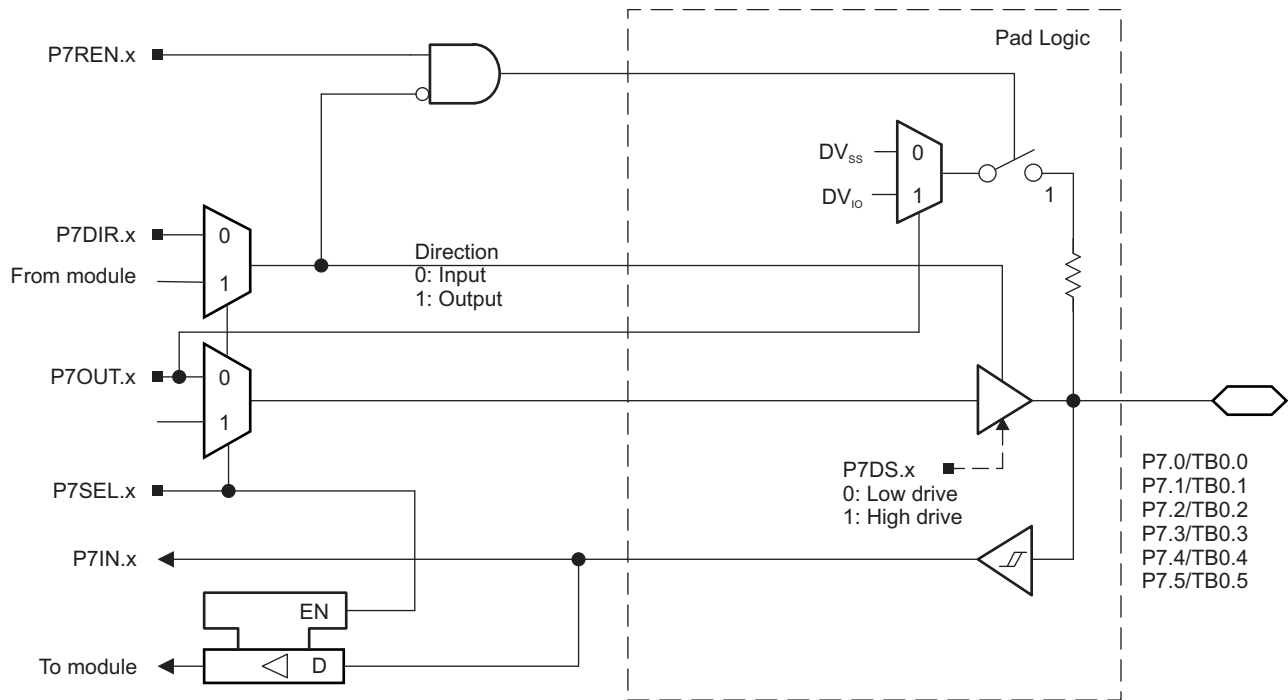 Pad Logic
P7REN.x
DVSS
0
DVIO
1
1
P7DIR.x
0
From module
1
Direction
0: Input
1: Output
P7OUT.x
0
1
P7SEL.x
P7DS.x
0: Low drive
1: High drive
P7.0/TB0.0
P7.1/TB0.1
P7.2/TB0.2
P7.3/TB0.3
P7.4/TB0.4
P7.5/TB0.5
P7IN.x
EN
To module
D